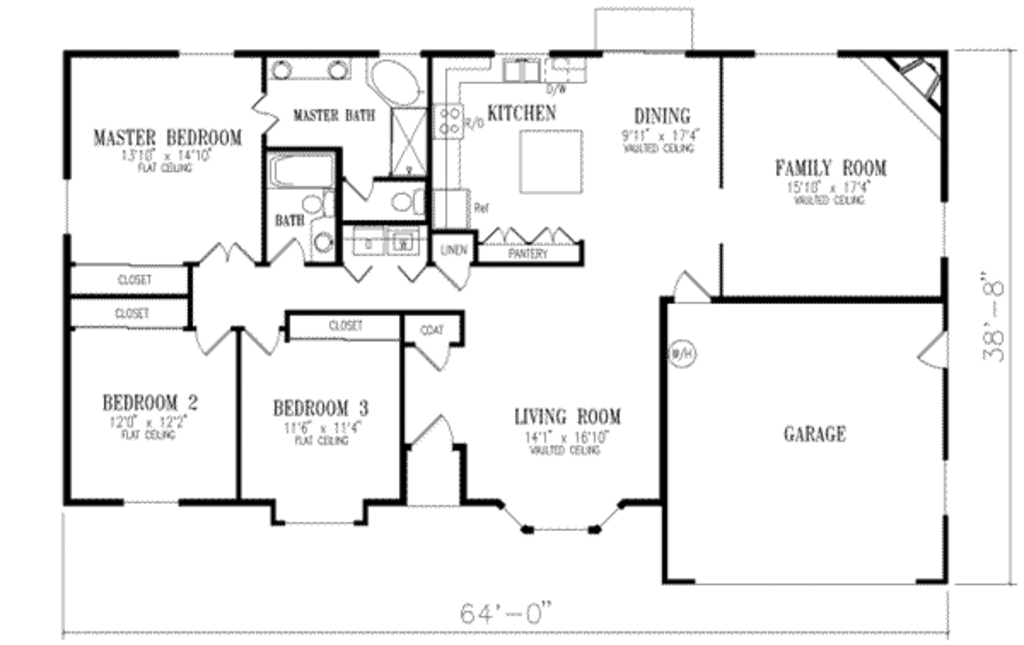 MASTER BEDROOM
13'10" x 14'10"
FLAT CEILING
MASTER BATH
BATH
KITCHEN
D/W
R/O
Ref
DINING
9'11" x 17'4"
VAULTED CEILING
FAMILY ROOM
15'10" x 17'4"
VAULTED CEILING
D
W
LINEN
PANTERY
CLOSET
CLOSET
CLOSET
COAT
W/H
38'-8"
BEDROOM 2
12'0" x 12'2"
FLAT CEILING
BEDROOM 3
11'6" x 11'4"
FLAT CEILING
LIVING ROOM
14'1" x 16'10"
VAULTED CEILING
GARAGE
64'-0"